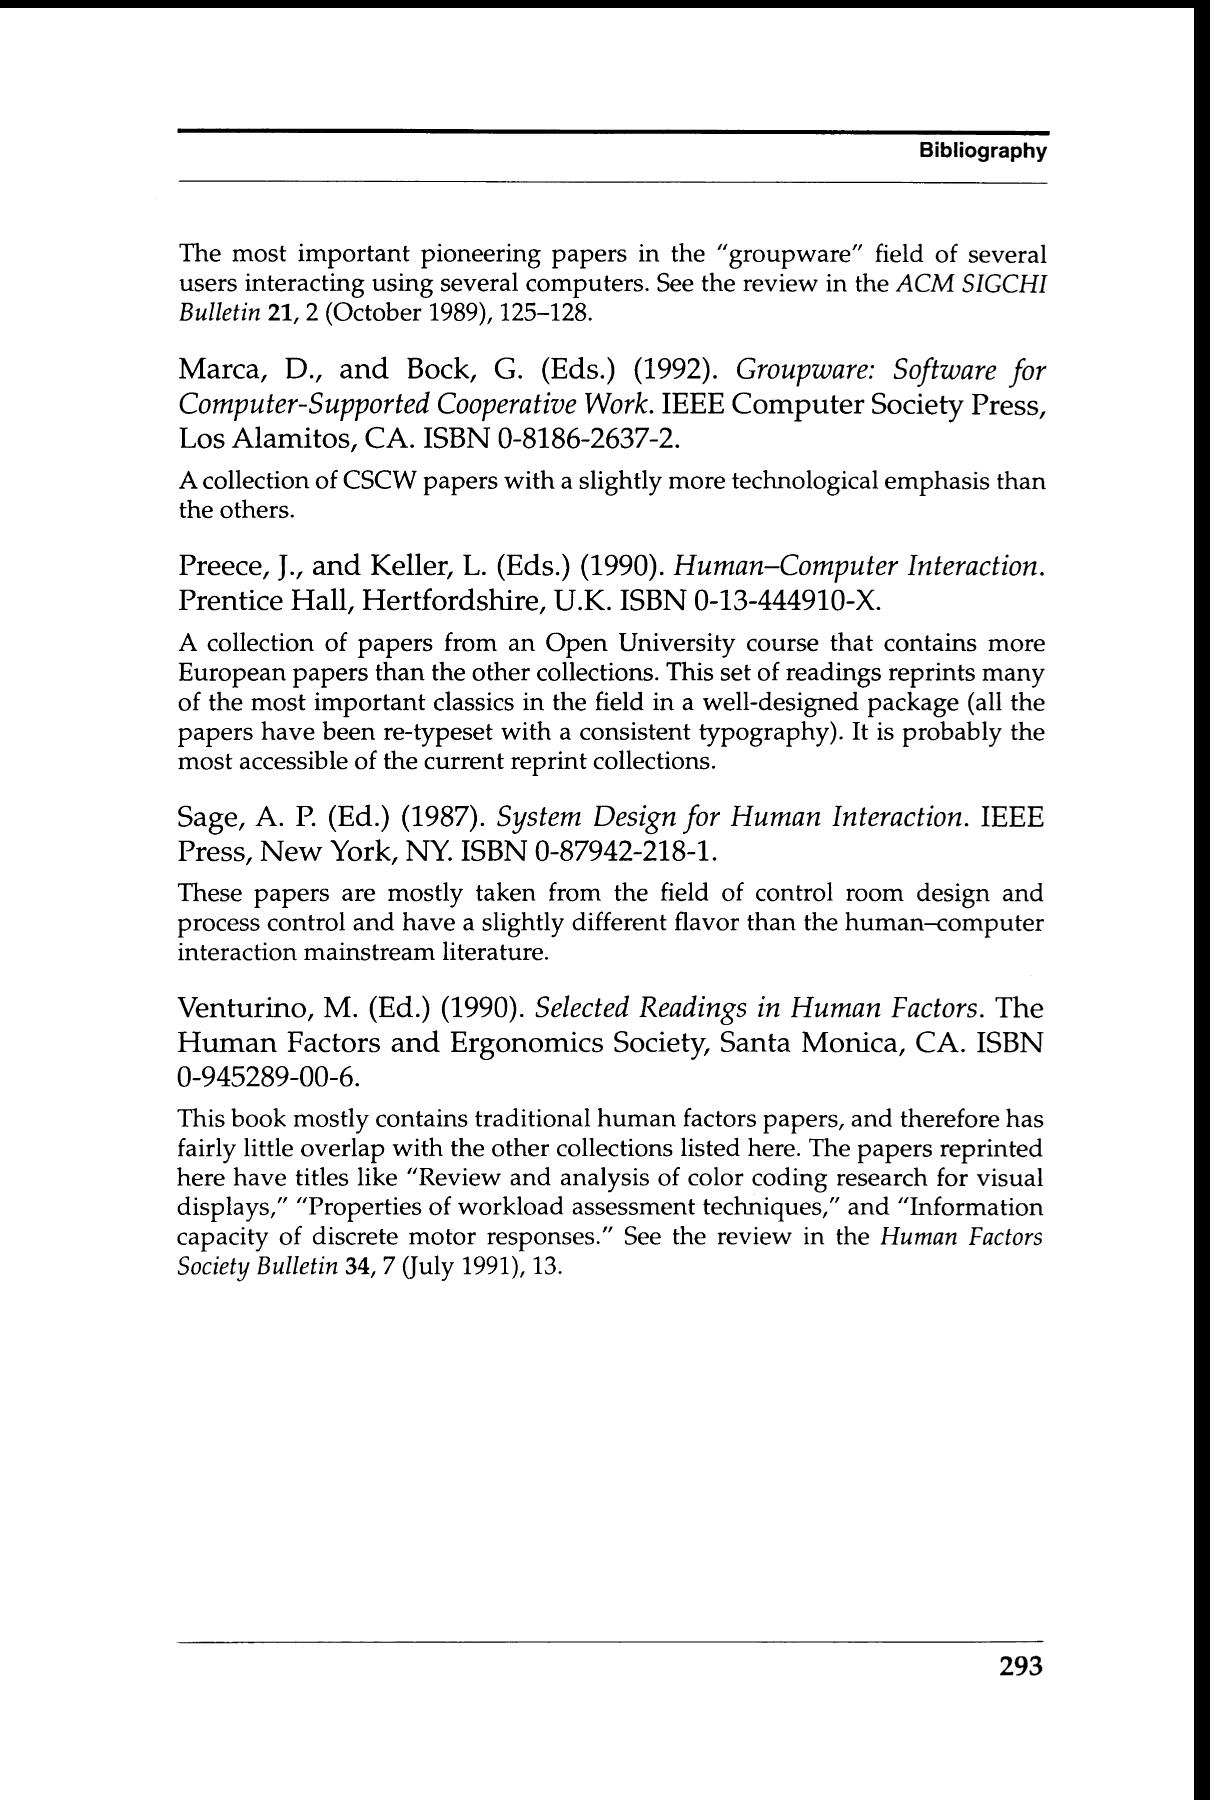 Bibliography
The most important pioneering papers in the "groupware" field of several
users interacting using several computers. See the review in the ACM SIGCHI
Bulletin 21, 2 (October 1989), 125–128.
Marca, D., and Bock, G. (Eds.) (1992). Groupware: Software for
Computer-Supported Cooperative Work. IEEE Computer Society Press,
Los Alamitos, CA. ISBN 0-8186-2637-2.
A collection of CSCW papers with a slightly more technological emphasis than
the others.
Preece, J., and Keller, L. (Eds.) (1990). Human–Computer Interaction.
Prentice Hall, Hertfordshire, U.K. ISBN 0-13-444910-X.
A collection of papers from an Open University course that contains more
European papers than the other collections. This set of readings reprints many
of the most important classics in the field in a well-designed package (all the
papers have been re-typeset with a consistent typography). It is probably the
most accessible of the current reprint collections.
Sage, A. P. (Ed.) (1987). System Design for Human Interaction. IEEE
Press, New York, NY. ISBN 0-87942-218-1.
These papers are mostly taken from the field of control room design and
process control and have a slightly different flavor than the human–computer
interaction mainstream literature.
Venturino, M. (Ed.) (1990). Selected Readings in Human Factors. The
Human Factors and Ergonomics Society, Santa Monica, CA. ISBN
0-945289-00-6.
This book mostly contains traditional human factors papers, and therefore has
fairly little overlap with the other collections listed here. The papers reprinted
here have titles like "Review and analysis of color coding research for visual
displays," "Properties of workload assessment techniques," and "Information
capacity of discrete motor responses." See the review in the Human Factors
Society Bulletin 34, 7 (July 1991), 13.
293